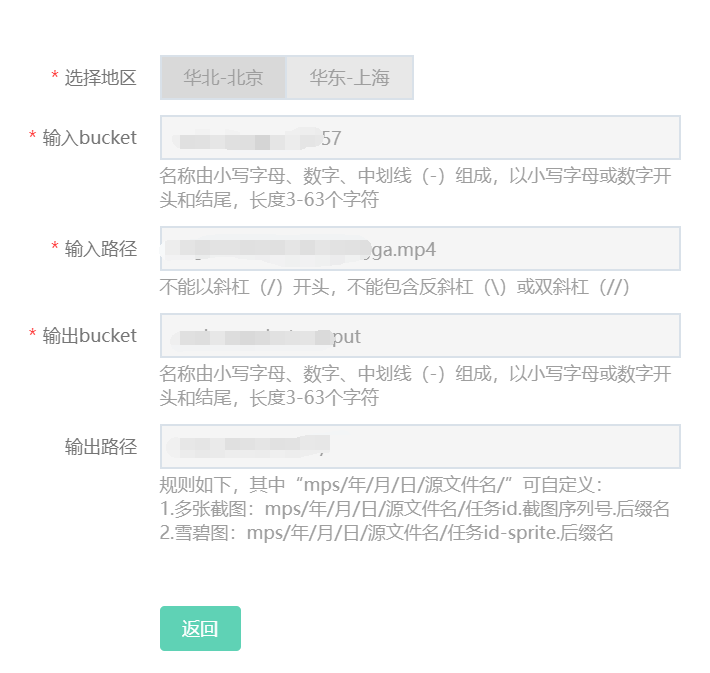 * 选择地区 华北-北京 华东-上海
* 输入bucket 57
名称由小写字母、数字、中划线（-）组成，以小写字母或数字开
头和结尾，长度3-63个字符
* 输入路径 ga.mp4
不能以斜杠（/）开头，不能包含反斜杠（\）或双斜杠（//）
* 输出bucket put
名称由小写字母、数字、中划线（-）组成，以小写字母或数字开
头和结尾，长度3-63个字符
输出路径 /
规则如下，其中“mps/年/月/日/源文件名/”可自定义：
1.多张截图：mps/年/月/日/源文件名/任务id.截图序列号.后缀名
2.雪碧图：mps/年/月/日/源文件名/任务id-sprite.后缀名
返回